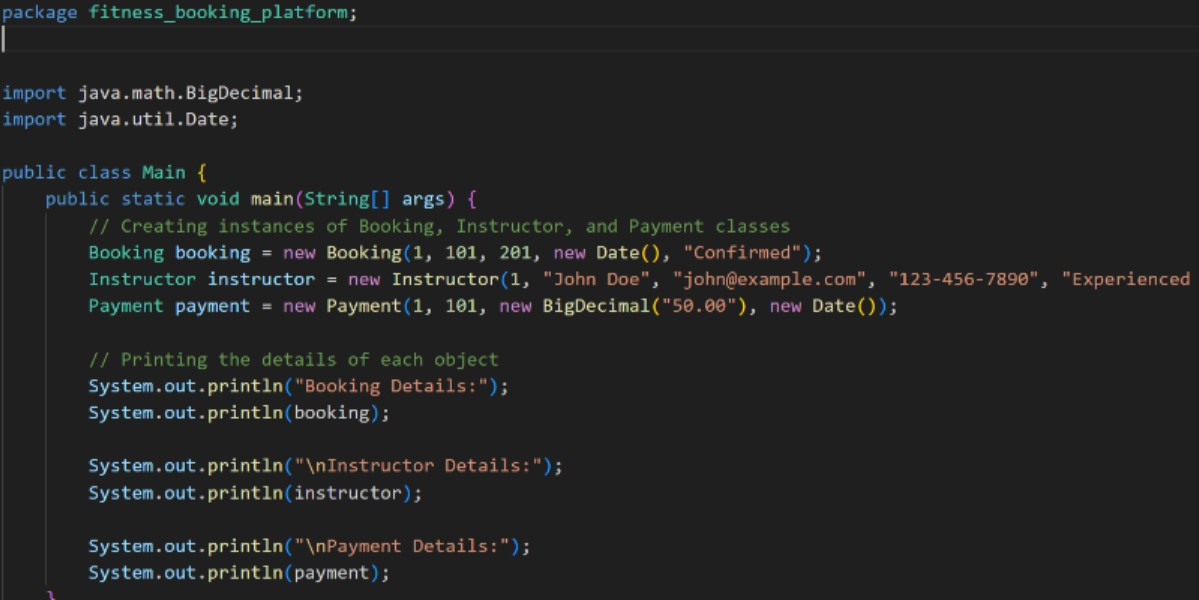 package fitness_booking_platform;
import java.math.BigDecimal;
import java.util.Date;
public class Main {
public static void main(String[] args) {
// Creating instances of Booking, Instructor, and Payment classes
Booking booking = new Booking(1, 101, 201, new Date(), "Confirmed");
Instructor instructor = new Instructor(1, "John Doe", "john@example.com", "123-456-7890", "Experienced
Payment payment = new Payment(1, 101, new BigDecimal("50.00"), new Date());
// Printing the details of each object
System.out.println("Booking Details:");
System.out.println(booking);
System.out.println("\nInstructor Details:");
System.out.println(instructor);
System.out.println("\nPayment Details:");
System.out.println(payment);
}